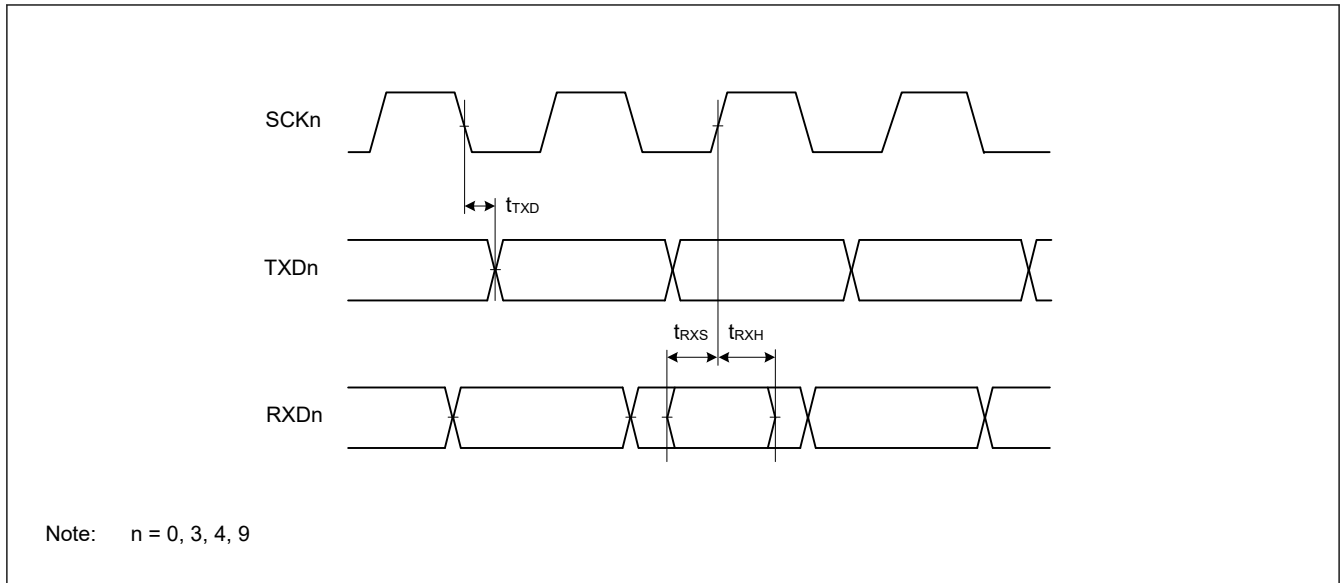 SCKn
tTXD
TXDn
tRXS tRXH
RXDn
Note: n = 0, 3, 4, 9